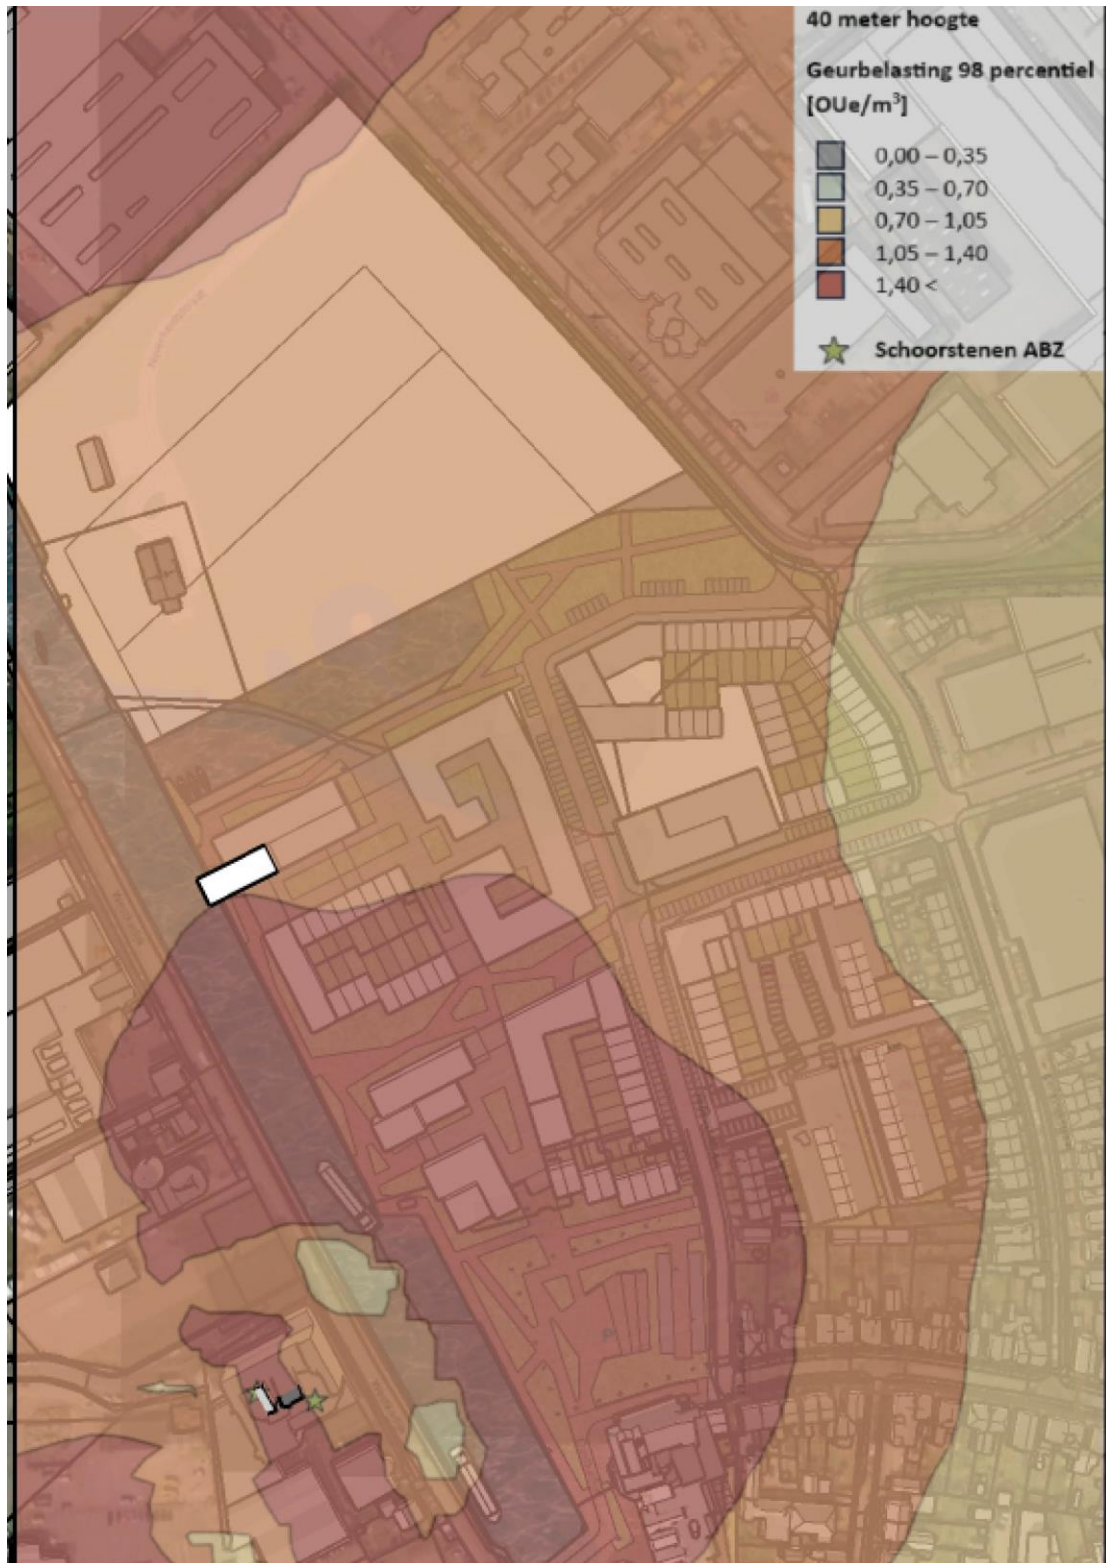 40 meter hoogte
Geurbelasting 98 percentiel
[OUe/m³]
0,00 – 0,35
0,35 – 0,70
0,70 – 1,05
1,05 – 1,40
1,40 <
Schoorstenen ABZ